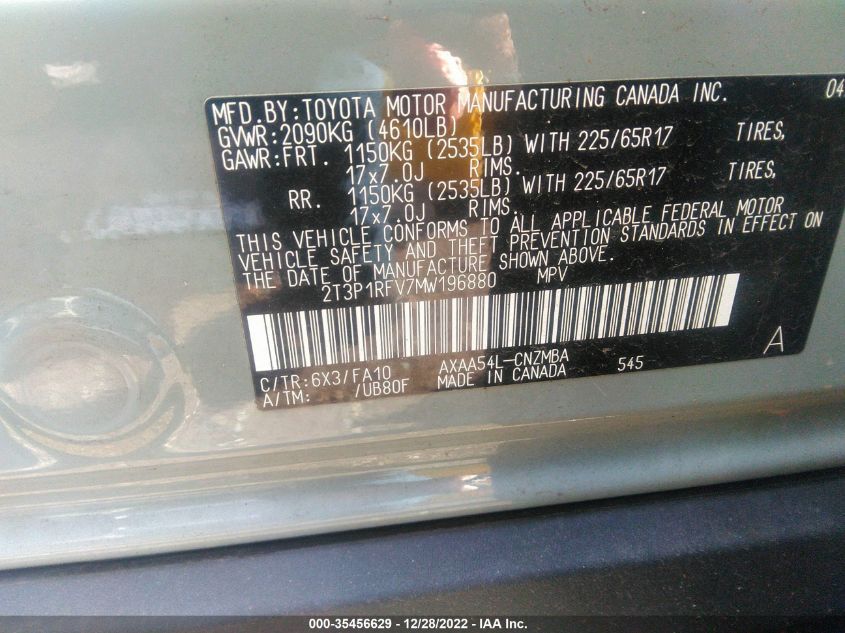 MFD.BY:TOYOTA MOTOR MANUFACTURING CANADA INC. 04
GVWR:2090KG (4610LB)
GAWR:FRT. 1150KG (2535LB) WITH 225/65R17 TIRES,
17x7.0J RIMS.
RR. 1150KG (2535LB) WITH 225/65R17 TIRES,
17x7.0J RIMS.
THIS VEHICLE CONFORMS TO ALL APPLICABLE FEDERAL MOTOR
VEHICLE SAFETY AND THEFT PREVENTION STANDARDS IN EFFECT ON
THE DATE OF MANUFACTURE SHOWN ABOVE.
2T3P1RFV7MW196880 MPV
C/TR:6X3/FA10 AXAA54L-CNZMBA 545 A
A/TM: /UB80F MADE IN CANADA
000-35456629 - 12/28/2022 - IAA Inc.